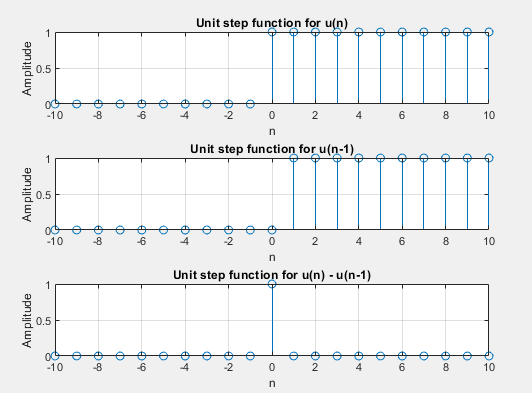 Unit step function for u(n)
1
0.5
0
Amplitude
-10 -8 -6 -4 -2 0 2 4 6 8 10
n
Unit step function for u(n-1)
1
0.5
0
Amplitude
-10 -8 -6 -4 -2 0 2 4 6 8 10
n
Unit step function for u(n) - u(n-1)
1
0.5
0
Amplitude
-10 -8 -6 -4 -2 0 2 4 6 8 10
n